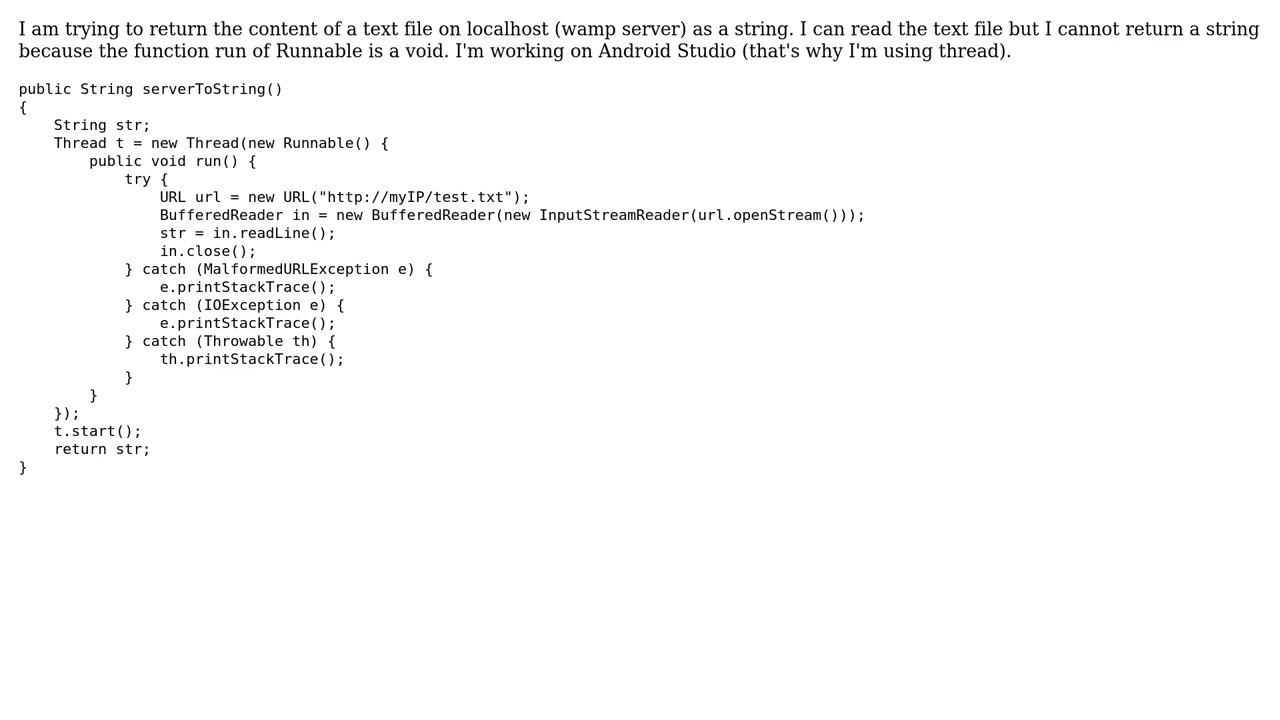 I am trying to return the content of a text file on localhost (wamp server) as a string. I can read the text file but I cannot return a string
because the function run of Runnable is a void. I'm working on Android Studio (that's why I'm using thread).
public String serverToString()
{
    String str;
    Thread t = new Thread(new Runnable() {
        public void run() {
            try {
                URL url = new URL("http://myIP/test.txt");
                BufferedReader in = new BufferedReader(new InputStreamReader(url.openStream()));
                str = in.readLine();
                in.close();
            } catch (MalformedURLException e) {
                e.printStackTrace();
            } catch (IOException e) {
                e.printStackTrace();
            } catch (Throwable th) {
                th.printStackTrace();
            }
        }
    });
    t.start();
    return str;
}